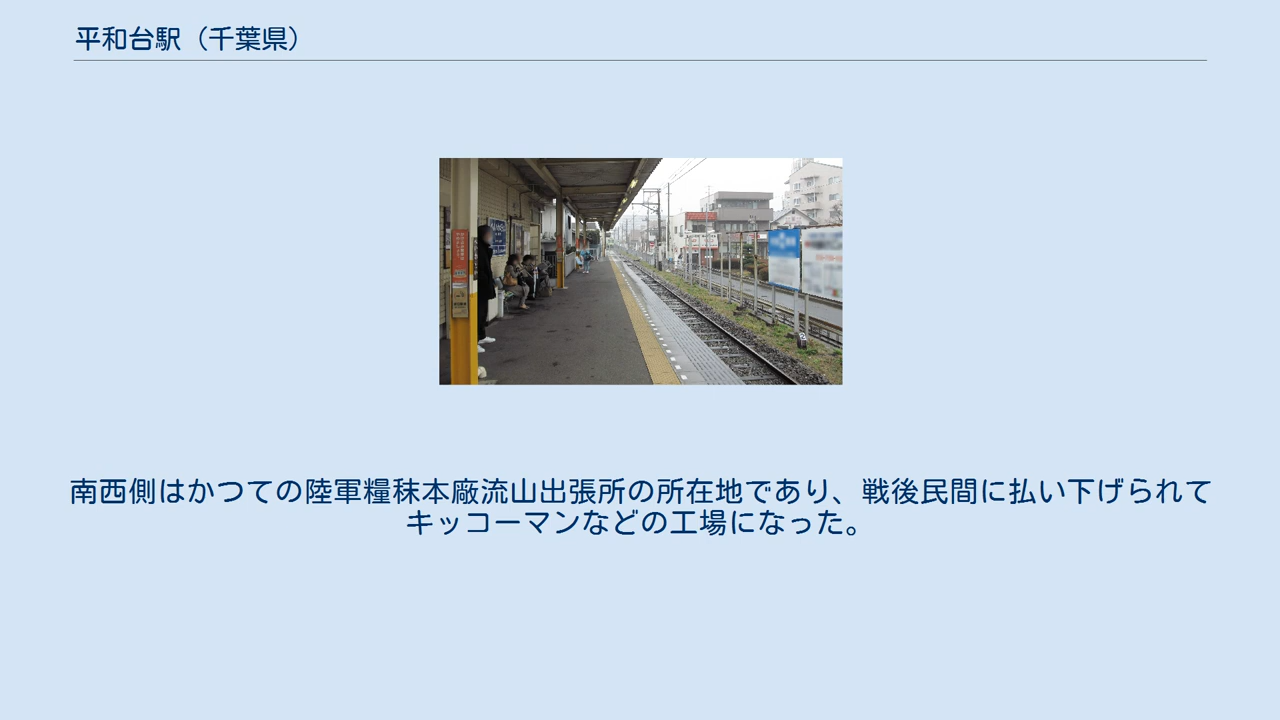 平和台駅（千葉県）
南西側はかつての陸軍糧秣本廠流山出張所の所在地であり、戦後民間に払い下げられて
キッコーマンなどの工場になった。